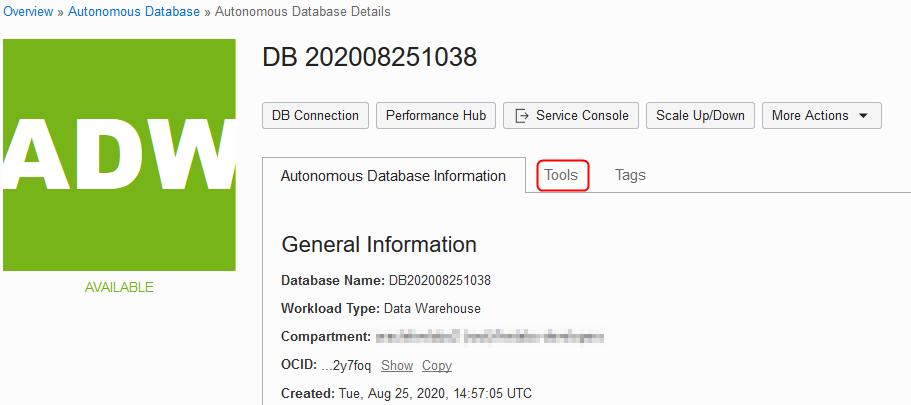 Overview » Autonomous Database » Autonomous Database Details
ADW
AVAILABLE
DB 202008251038
DB Connection Performance Hub Service Console Scale Up/Down More Actions
Autonomous Database Information Tools Tags
General Information
Database Name: DB202008251038
Workload Type: Data Warehouse
Compartment:
OCID: ...2y7foq Show Copy
Created: Tue, Aug 25, 2020, 14:57:05 UTC